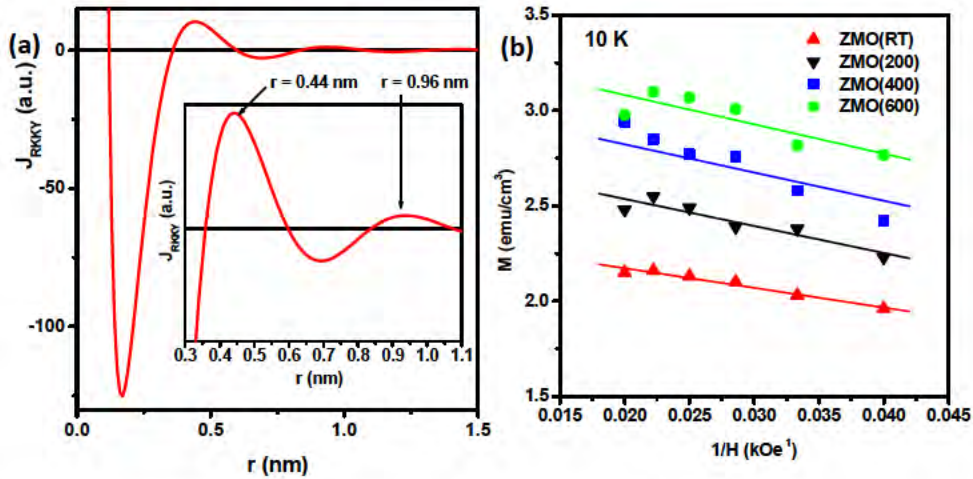 (a)
0
-50
-100
J_RKKY (a.u.)
0.0 0.5 1.0 1.5
r (nm)
r = 0.44 nm
r = 0.96 nm
J_RKKY (a.u.)
0.3 0.4 0.5 0.6 0.7 0.8 0.9 1.0 1.1
r (nm)
(b)
10 K
ZMO(RT)
ZMO(200)
ZMO(400)
ZMO(600)
3.5
3.0
2.5
2.0
1.5
M (emu/cm³)
0.015 0.020 0.025 0.030 0.035 0.040 0.045
1/H (kOe⁻¹)